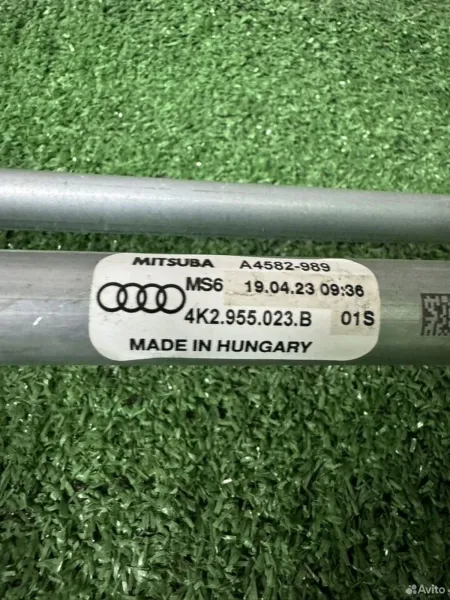 MITSUBA A4582-989
MS6 19.04.23 09:36
4K2.955.023.B 01S
MADE IN HUNGARY
Avito